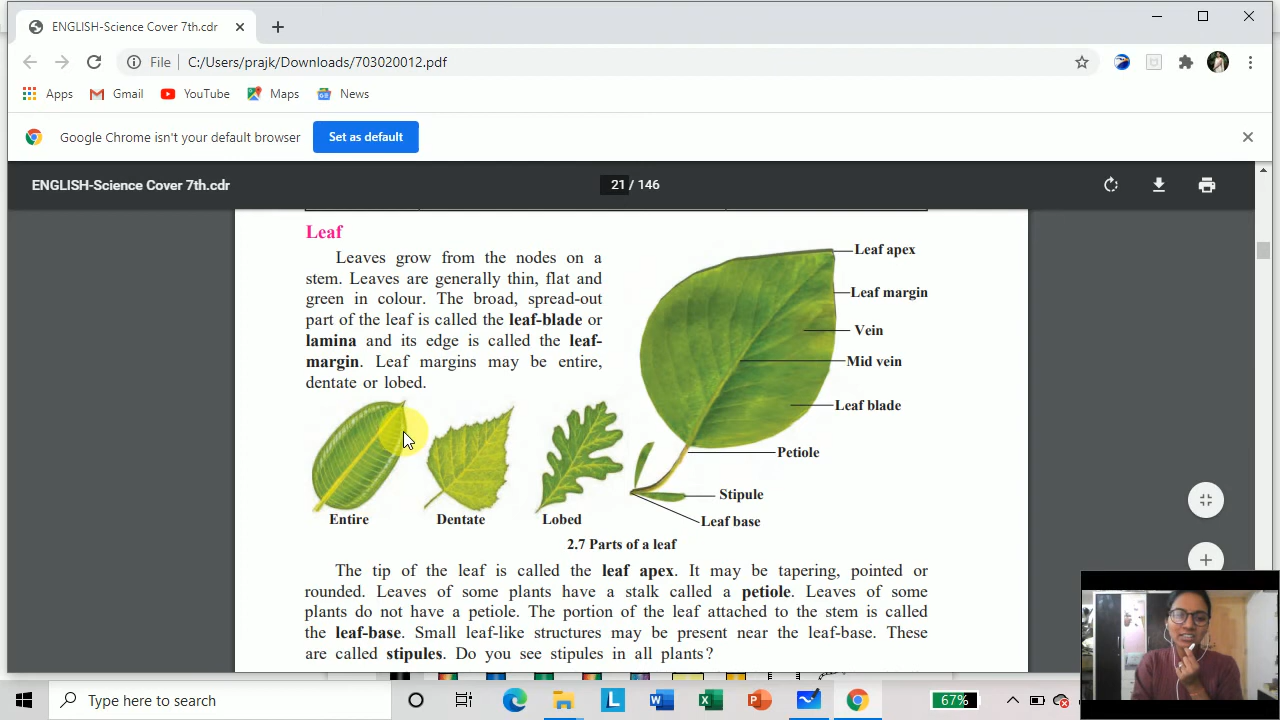 ENGLISH-Science Cover 7th.cdr
File
C:/Users/prajk/Downloads/703020012.pdf
Apps
Gmail
YouTube
Maps
News
Google Chrome isn't your default browser
Set as default
ENGLISH-Science Cover 7th.cdr
21 / 146
Leaf
Leaves grow from the nodes on a
stem. Leaves are generally thin, flat and
green in colour. The broad, spread-out
part of the leaf is called the leaf-blade or
lamina and its edge is called the leaf-
margin. Leaf margins may be entire,
dentate or lobed.
Leaf apex
Leaf margin
Vein
Mid vein
Leaf blade
Petiole
Stipule
Leaf base
Entire
Dentate
Lobed
2.7 Parts of a leaf
The tip of the leaf is called the leaf apex. It may be tapering, pointed or
rounded. Leaves of some plants have a stalk called a petiole. Leaves of some
plants do not have a petiole. The portion of the leaf attached to the stem is called
the leaf-base. Small leaf-like structures may be present near the leaf-base. These
are called stipules. Do you see stipules in all plants?
Type here to search
67%